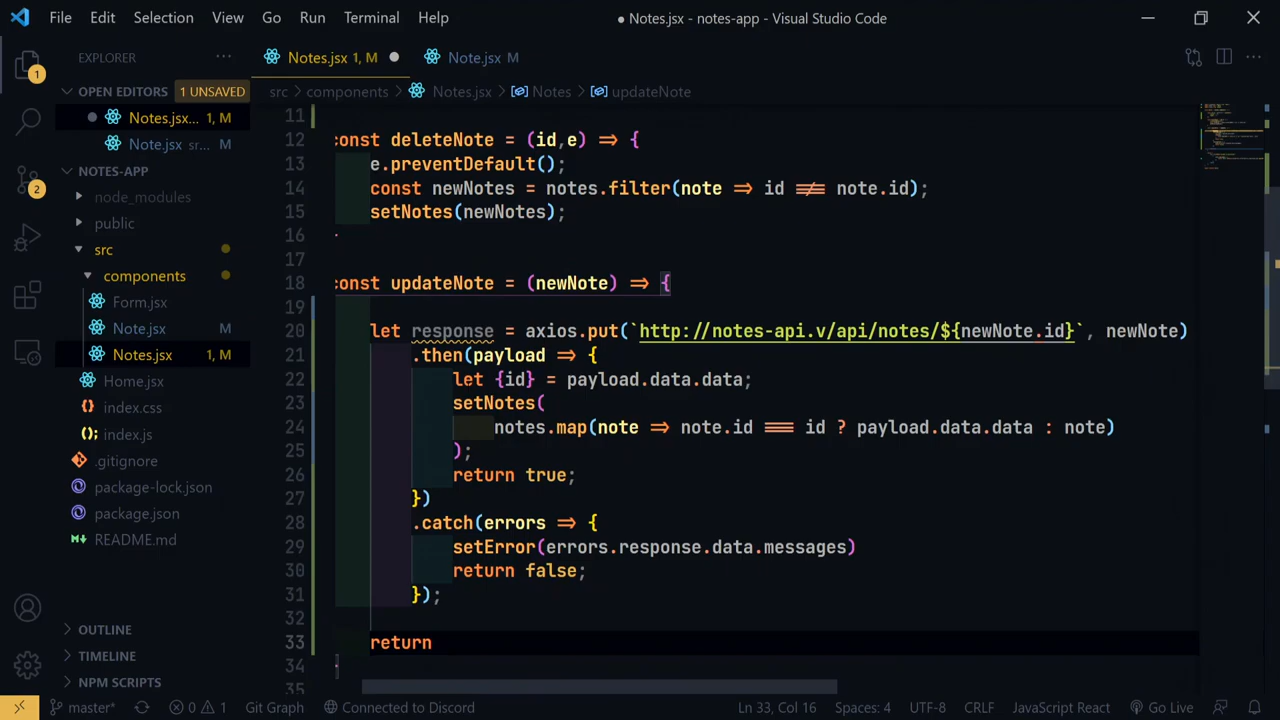 File Edit Selection View Go Run Terminal Help ● Notes.jsx - notes-app - Visual Studio Code
EXPLORER ···
1
OPEN EDITORS 1 UNSAVED
● Notes.jsx... 1, M
Note.jsx sr... M
NOTES-APP
node_modules
public
src
components
Form.jsx
Note.jsx M
Notes.jsx 1, M
Home.jsx
index.css
index.js
.gitignore
package-lock.json
package.json
README.md
OUTLINE
TIMELINE
NPM SCRIPTS
2
Notes.jsx 1, M ● Note.jsx M
src > components > Notes.jsx > Notes > updateNote
11
12 const deleteNote = (id,e) => {
13 e.preventDefault();
14 const newNotes = notes.filter(note => id !== note.id);
15 setNotes(newNotes);
16
17
18 const updateNote = (newNote) => {
19
20 let response = axios.put(`http://notes-api.v/api/notes/${newNote.id}`, newNote)
21 .then(payload => {
22 let {id} = payload.data.data;
23 setNotes(
24 notes.map(note => note.id === id ? payload.data.data : note)
25 );
26 return true;
27 })
28 .catch(errors => {
29 setError(errors.response.data.messages)
30 return false;
31 });
32
33 return
34
35
master* 0 1 Git Graph Connected to Discord Ln 33, Col 16 Spaces: 4 UTF-8 CRLF JavaScript React Go Live